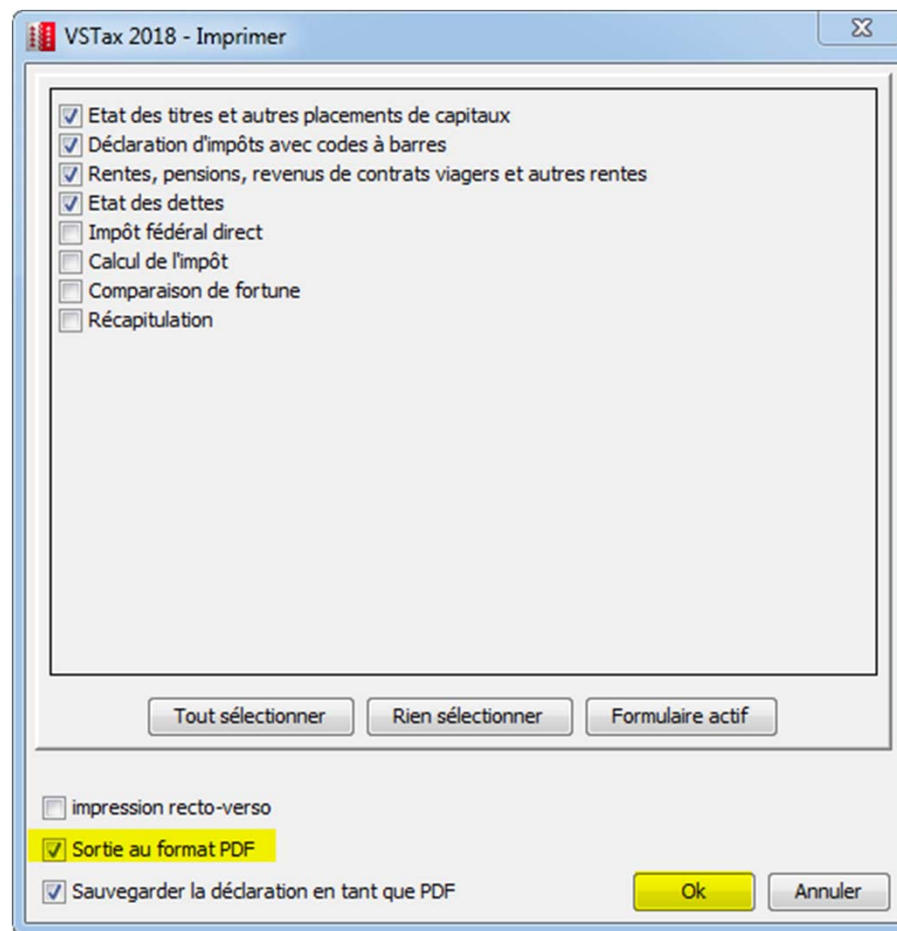 VSTax 2018 - Imprimer
Etat des titres et autres placements de capitaux
Déclaration d'impôts avec codes à barres
Rentes, pensions, revenus de contrats viagers et autres rentes
Etat des dettes
Impôt fédéral direct
Calcul de l'impôt
Comparaison de fortune
Récapitulation
Tout sélectionner Rien sélectionner Formulaire actif
impression recto-verso
Sortie au format PDF
Sauvegarder la déclaration en tant que PDF Ok Annuler